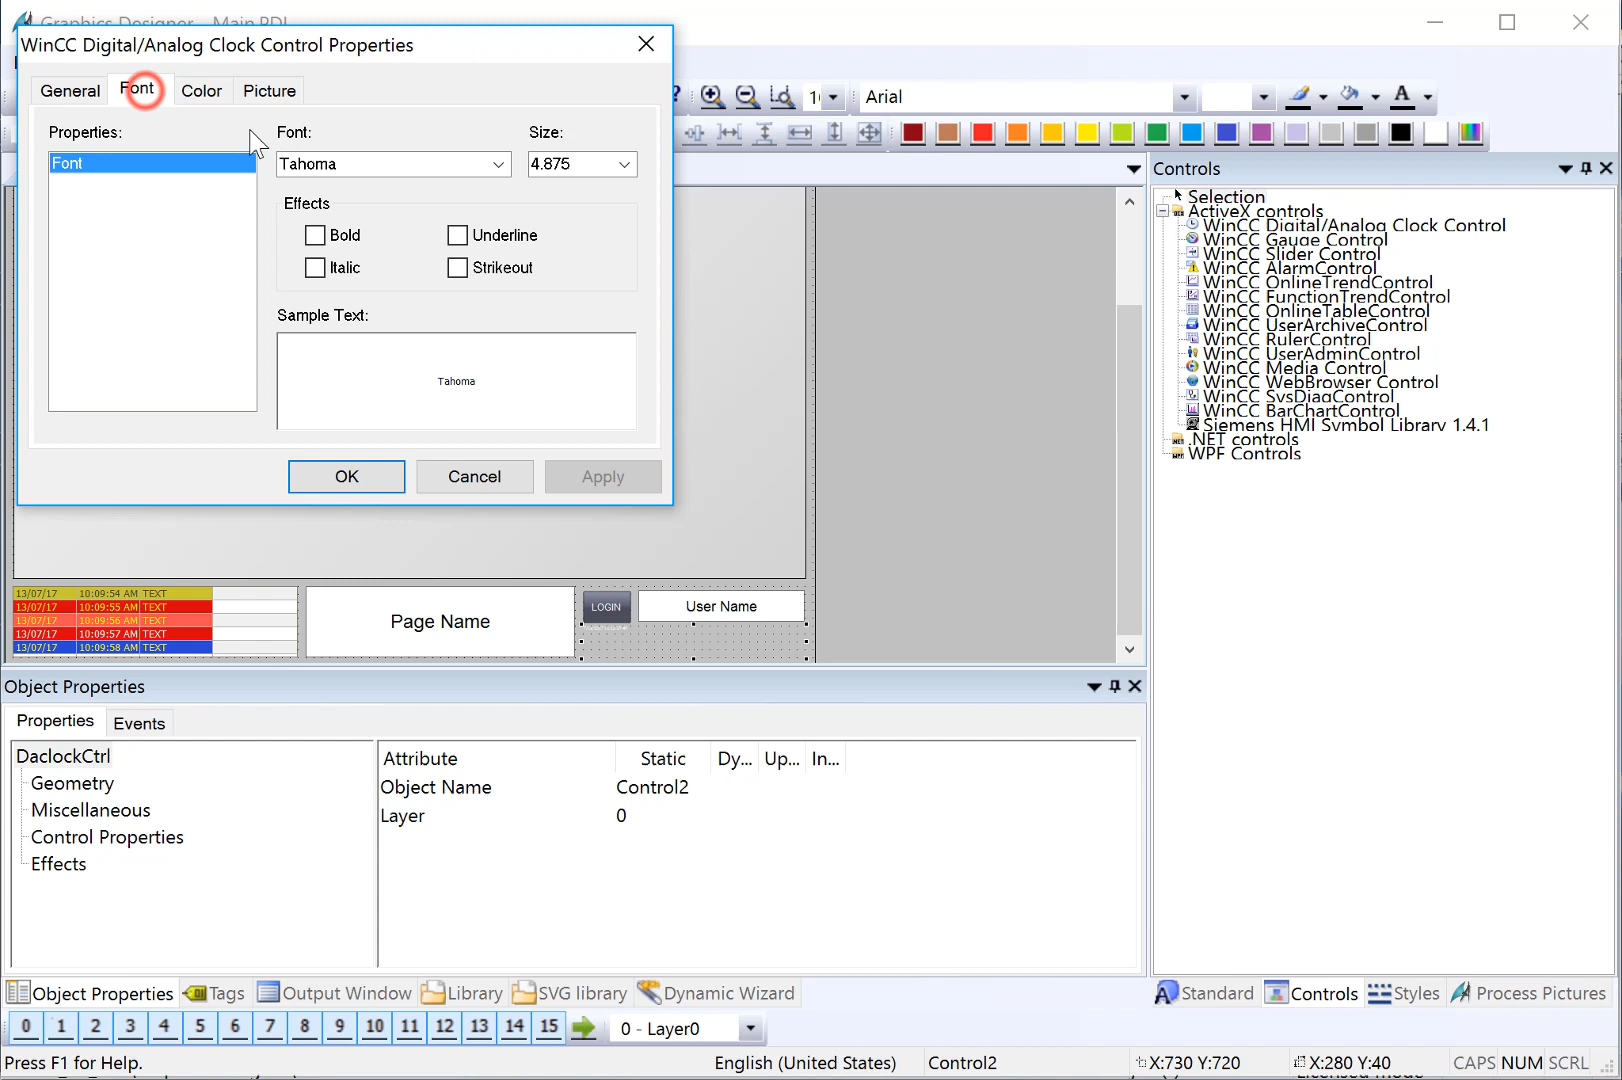 Graphics Designer - Main.PDL
WinCC Digital/Analog Clock Control Properties
General Font Color Picture
Properties: Font: Size:
Font Tahoma 4.875
Effects
Bold Underline
Italic Strikeout
Sample Text:
Tahoma
OK Cancel Apply
Arial
Controls
Selection
ActiveX controls
WinCC Digital/Analog Clock Control
WinCC Gauge Control
WinCC Slider Control
WinCC AlarmControl
WinCC OnlineTrendControl
WinCC FunctionTrendControl
WinCC OnlineTableControl
WinCC UserArchiveControl
WinCC RulerControl
WinCC UserAdminControl
WinCC Media Control
WinCC WebBrowser Control
WinCC SysDiagControl
WinCC BarChartControl
Siemens HMI Symbol Library 1.4.1
.NET controls
WPF Controls
13/07/17 10:09:54 AM TEXT
13/07/17 10:09:55 AM TEXT
13/07/17 10:09:56 AM TEXT
13/07/17 10:09:57 AM TEXT
13/07/17 10:09:58 AM TEXT
Page Name
LOGIN User Name
Object Properties
Properties Events
DaclockCtrl
Geometry
Miscellaneous
Control Properties
Effects
Attribute Static Dy... Up... In...
Object Name Control2
Layer 0
Object Properties Tags Output Window Library SVG library Dynamic Wizard
Standard Controls Styles Process Pictures
0 1 2 3 4 5 6 7 8 9 10 11 12 13 14 15 0 - Layer0
Press F1 for Help. English (United States) Control2 X:730 Y:720 X:280 Y:40 CAPS NUM SCRL